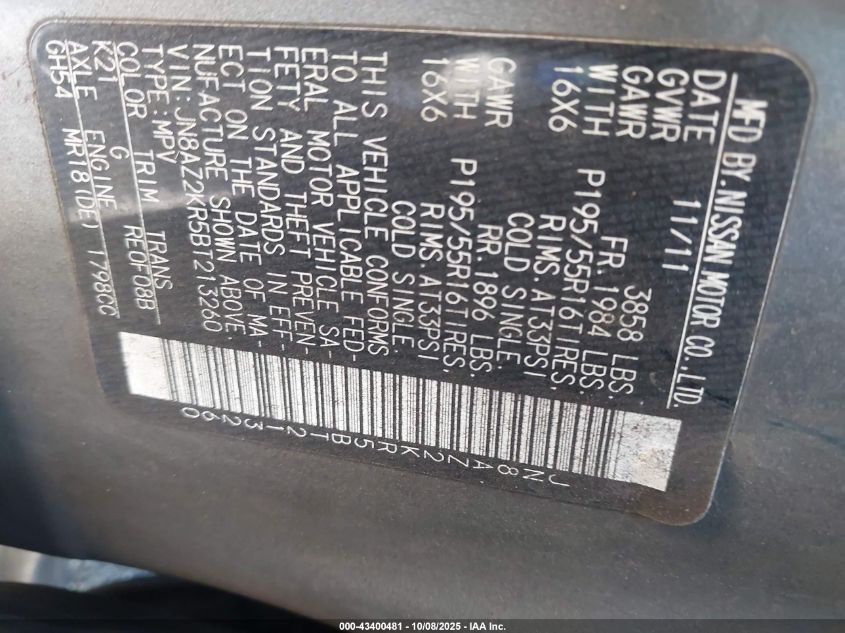 MFD BY. NISSAN MOTOR CO., LTD.
DATE 11/11
GVWR 3858 LBS.
GAWR FR. 1984 LBS.
WITH P195/55R16TIRES.
16X6 RIMS. AT33PSI.
COLD SINGLE.
GAWR RR. 1896 LBS.
WITH P195/55R16TIRES.
16X6 RIMS. AT33PSI.
COLD SINGLE.
THIS VEHICLE CONFORMS
TO ALL APPLICABLE FED-
ERAL MOTOR VEHICLE SA-
FETY AND THEFT PREVEN-
TION STANDARDS IN EFF-
ECT ON THE DATE OF MA-
NUFACTURE SHOWN ABOVE.
VIN: JN8AZ2KR5BT213260
TYPE: MPV
COLOR TRIM TRANS
K21 G RE0F08B
AXLE ENGINE
GH54 MR18(DE) 1798CC
JN8AZ2KR5BT213260
000-43400481 - 10/08/2025 - IAA Inc.